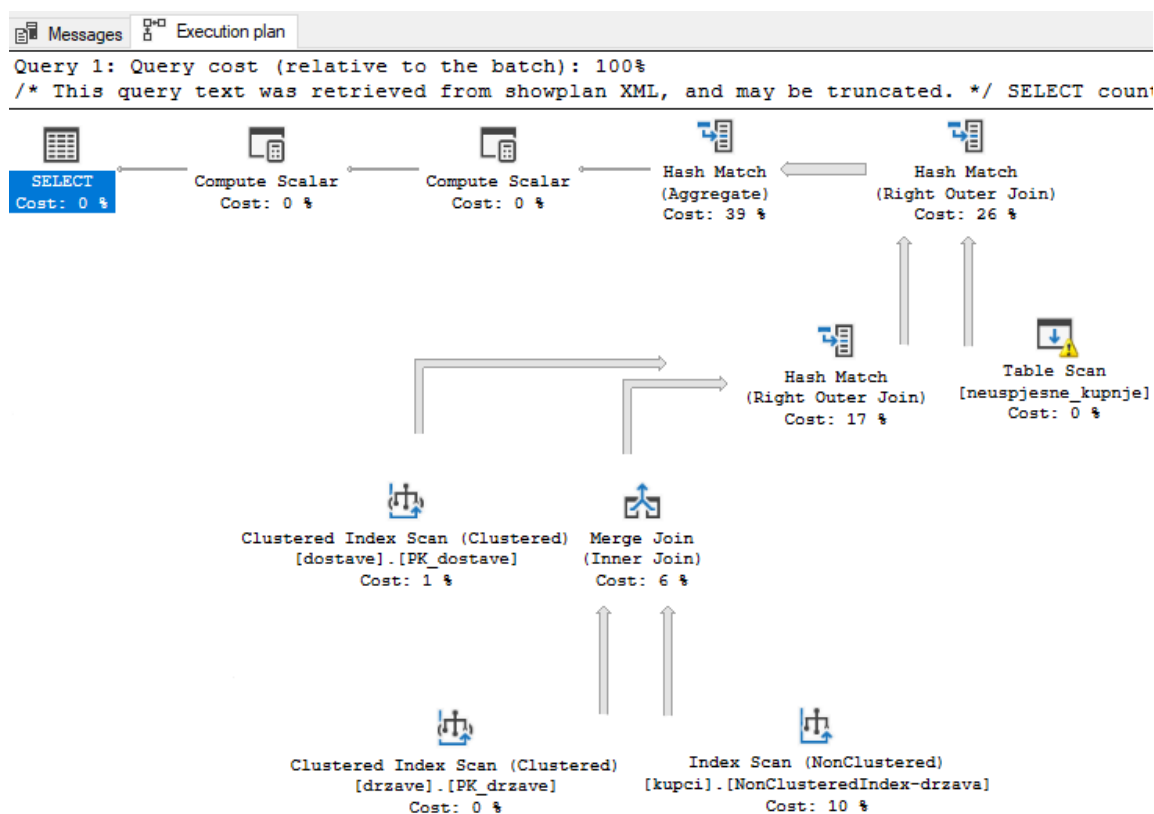 Messages
Execution plan
Query 1: Query cost (relative to the batch): 100%
/* This query text was retrieved from showplan XML, and may be truncated. */ SELECT coun
SELECT
Cost: 0 %
Compute Scalar
Cost: 0 %
Compute Scalar
Cost: 0 %
Hash Match
(Aggregate)
Cost: 39 %
Hash Match
(Right Outer Join)
Cost: 26 %
Hash Match
(Right Outer Join)
Cost: 17 %
Table Scan
[neuspjesne_kupnje]
Cost: 0 %
Clustered Index Scan (Clustered)
[dostave].[PK_dostave]
Cost: 1 %
Merge Join
(Inner Join)
Cost: 6 %
Clustered Index Scan (Clustered)
[drzave].[PK_drzave]
Cost: 0 %
Index Scan (NonClustered)
[kupci].[NonClusteredIndex-drzava]
Cost: 10 %